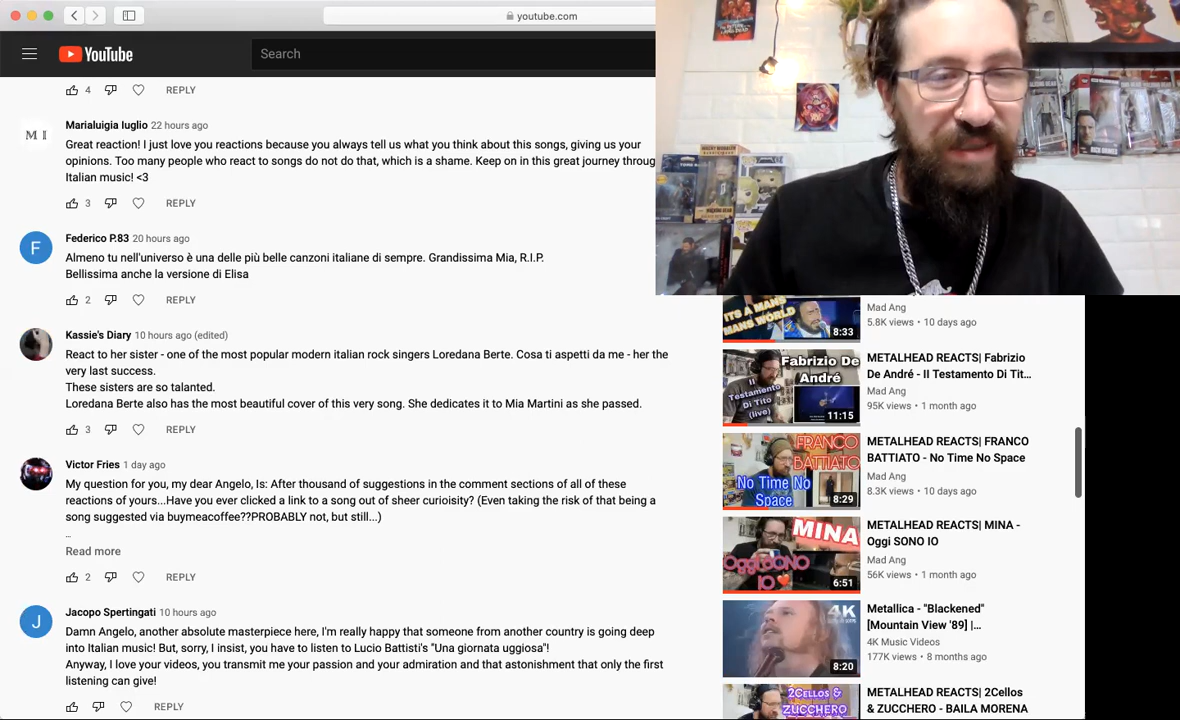 youtube.com
YouTube
Search
4
REPLY
M I
Marialuigia Iuglio 22 hours ago
Great reaction! I just love you reactions because you always tell us what you think about this songs, giving us your
opinions. Too many people who react to songs do not do that, which is a shame. Keep on in this great journey throug
Italian music! <3
3
REPLY
F
Federico P.83 20 hours ago
Almeno tu nell'universo è una delle più belle canzoni italiane di sempre. Grandissima Mia, R.I.P.
Bellissima anche la versione di Elisa
2
REPLY
Kassie's Diary 10 hours ago (edited)
React to her sister - one of the most popular modern italian rock singers Loredana Berte. Cosa ti aspetti da me - her the
very last success.
These sisters are so talanted.
Loredana Berte also has the most beautiful cover of this very song. She dedicates it to Mia Martini as she passed.
3
REPLY
Victor Fries 1 day ago
My question for you, my dear Angelo, Is: After thousand of suggestions in the comment sections of all of these
reactions of yours...Have you ever clicked a link to a song out of sheer curioisity? (Even taking the risk of that being a
song suggested via buymeacoffee??PROBABLY not, but still...)
...
Read more
2
REPLY
J
Jacopo Spertingati 10 hours ago
Damn Angelo, another absolute masterpiece here, I'm really happy that someone from another country is going deep
into Italian music! But, sorry, I insist, you have to listen to Lucio Battisti's "Una giornata uggiosa"!
Anyway, I love your videos, you transmit me your passion and your admiration and that astonishment that only the first
listening can give!
REPLY
ITS A MANS
MANS WORLD
8:33
Mad Ang
5.8K views • 10 days ago
Fabrizio De
André
Il
Testamento
Di Tito
(live)
11:15
METALHEAD REACTS| Fabrizio
De André - Il Testamento Di Tit...
Mad Ang
95K views • 1 month ago
FRANCO
BATTIATO
No Time No
Space
8:29
METALHEAD REACTS| FRANCO
BATTIATO - No Time No Space
Mad Ang
8.3K views • 10 days ago
MINA
Oggi SONO
IO
6:51
METALHEAD REACTS| MINA -
Oggi SONO IO
Mad Ang
56K views • 1 month ago
4K
8:20
Metallica - "Blackened"
[Mountain View '89] |...
4K Music Videos
177K views • 8 months ago
2CELLOS &
ZUCCHERO
METALHEAD REACTS| 2Cellos
& ZUCCHERO - BAILA MORENA